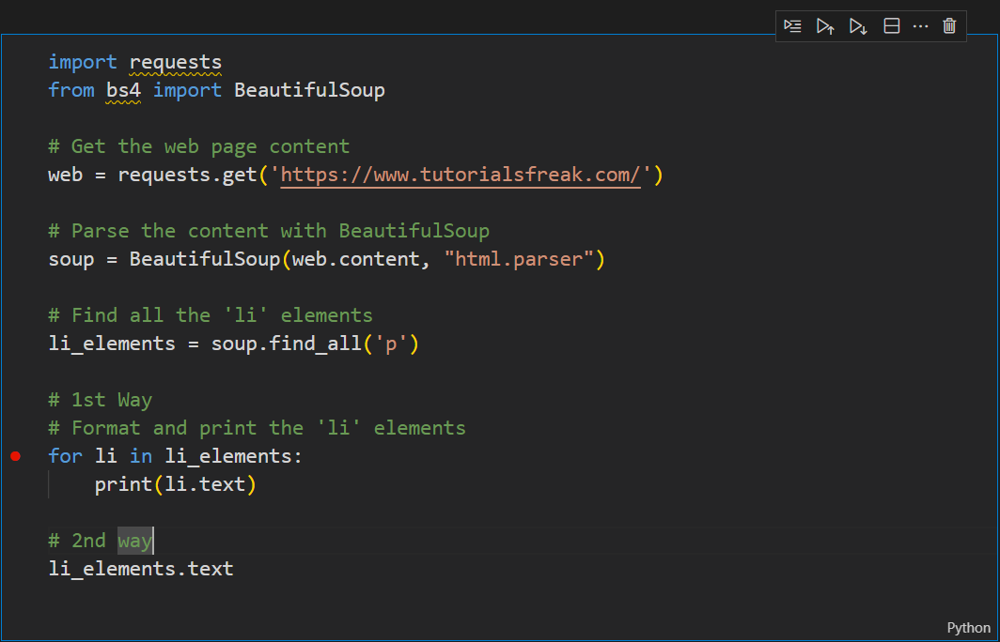 import requests
from bs4 import BeautifulSoup
# Get the web page content
web = requests.get('https://www.tutorialsfreak.com/')
# Parse the content with BeautifulSoup
soup = BeautifulSoup(web.content, "html.parser")
# Find all the 'li' elements
li_elements = soup.find_all('p')
# 1st Way
# Format and print the 'li' elements
for li in li_elements:
    print(li.text)
# 2nd way
li_elements.text
Python